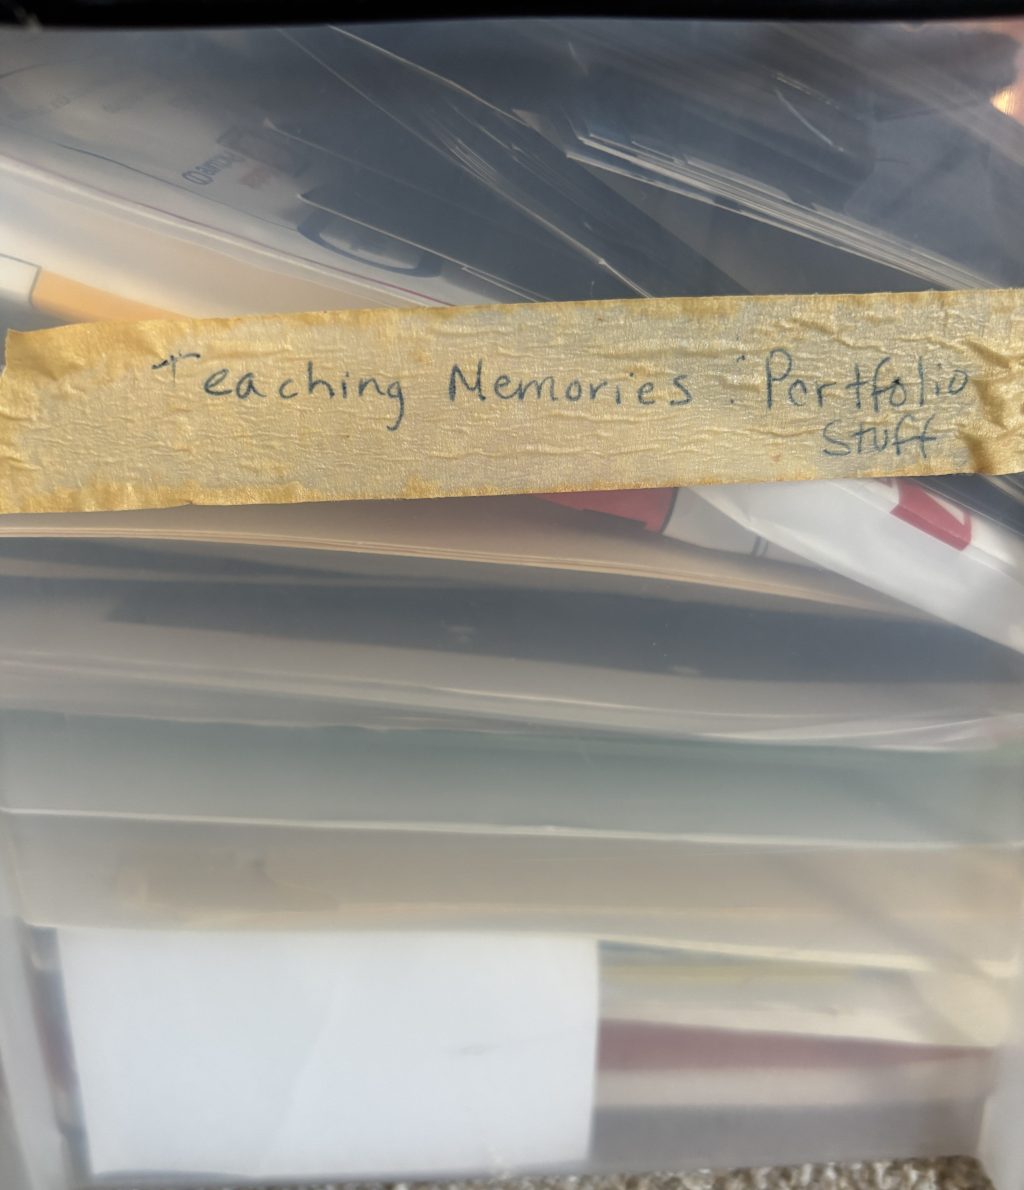 Teaching Memories : Portfolio
Stuff